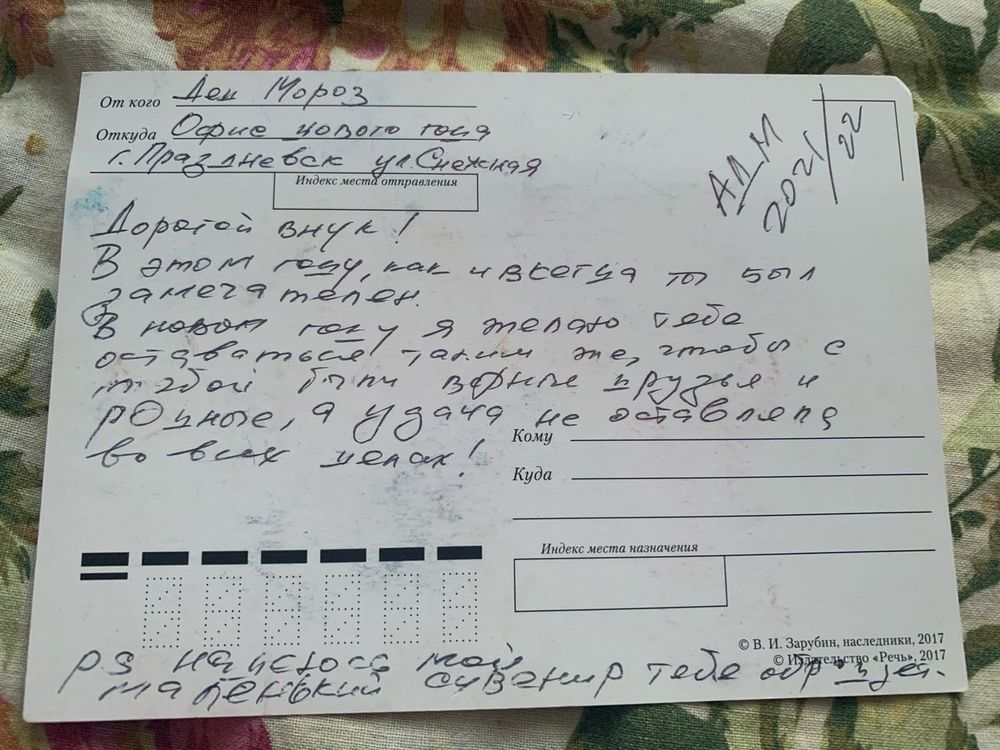 От кого Дед Мороз
Откуда Офис нового года
г. Праздневск ул. Снежная
Индекс места отправления
АДМ
2021/22
Дорогой внук!
В этом году, как и всегда ты был
замечателен.
В новом году я желаю тебе
оставаться таким же, чтобы с
тобой были верные друзья и
родные, а удача не оставляла
во всех делах!
Кому
Куда
Индекс места назначения
© В. И. Зарубин, наследники, 2017
© Издательство «Речь», 2017
PS надеюсь мой
маленький сувенир тебе